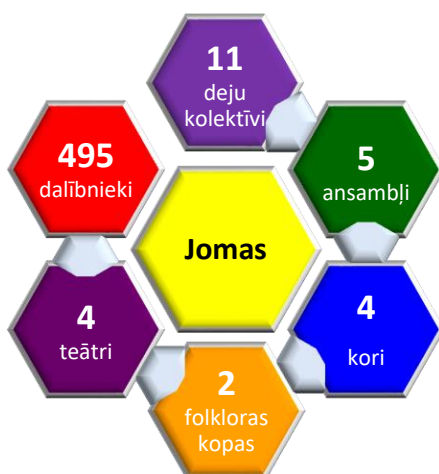 11
deju
kolektīvi
495
dalībnieki
5
ansambļi
Jomas
4
teātri
4
kori
2
folkloras
kopas